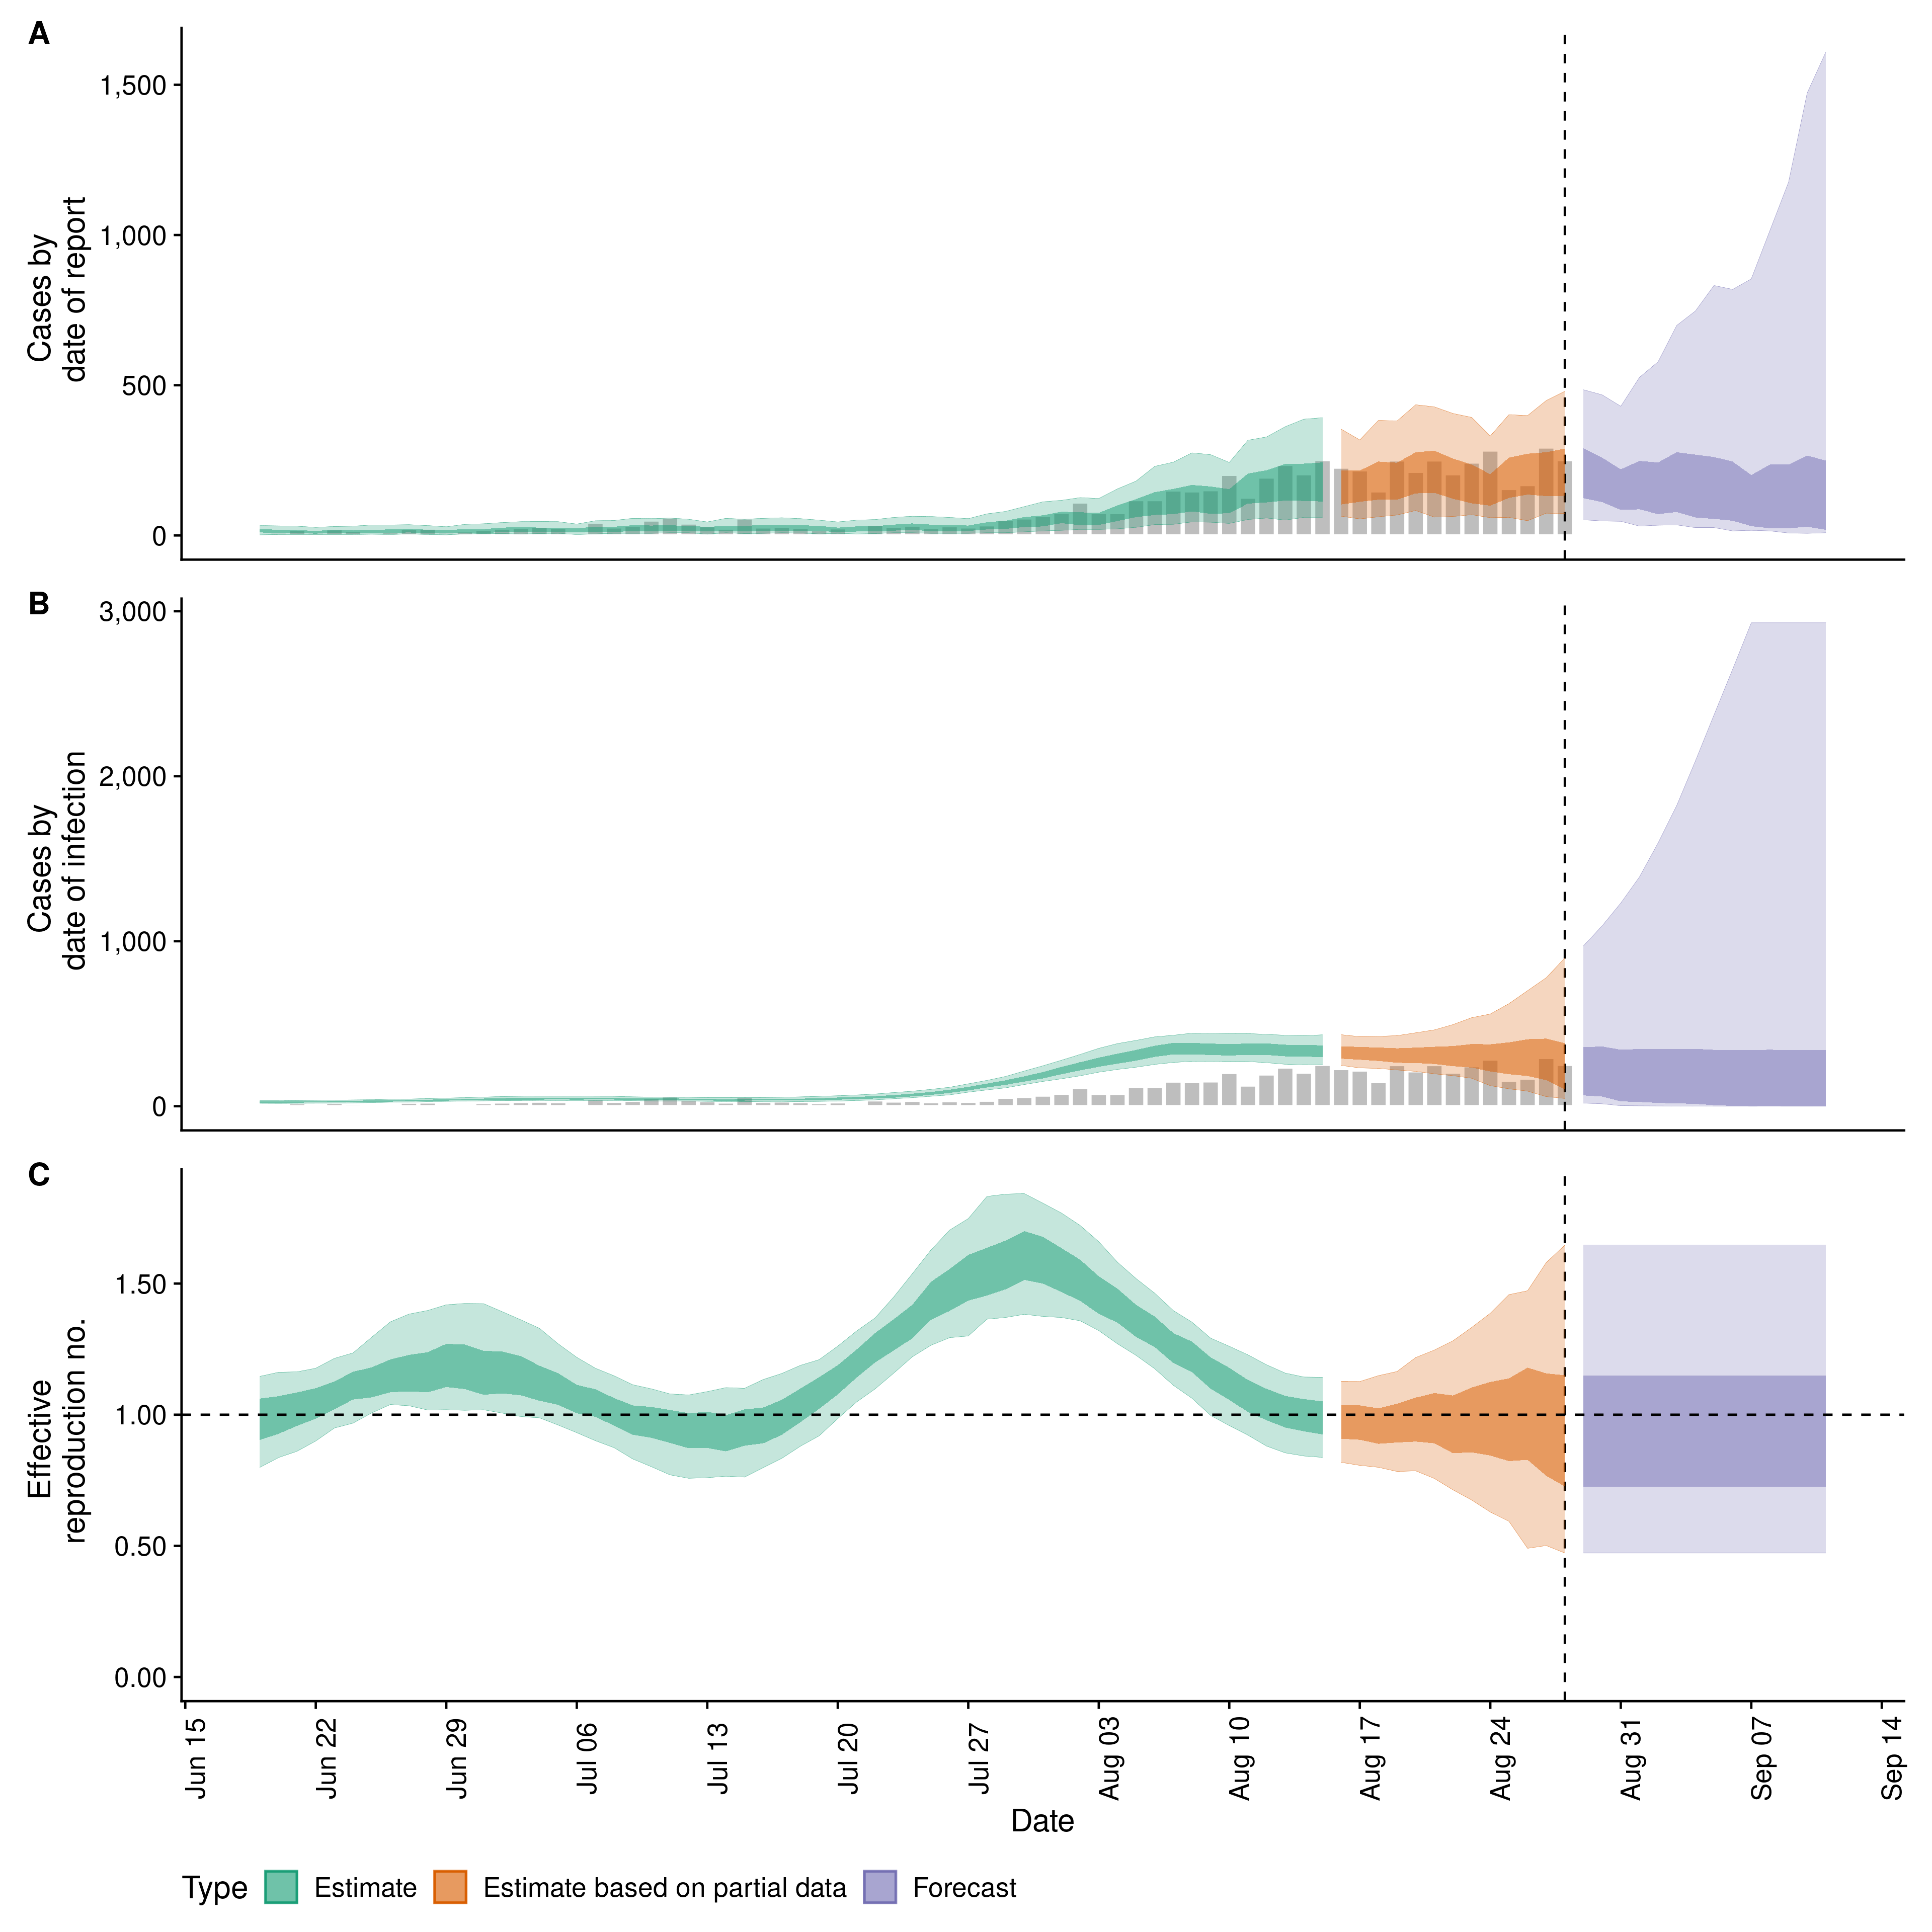 A
Cases by
date of report
1,500
1,000
500
0
B
Cases by
date of infection
3,000
2,000
1,000
0
C
Effective
reproduction no.
1.50
1.00
0.50
0.00
Jun 15
Jun 22
Jun 29
Jul 06
Jul 13
Jul 20
Jul 27
Aug 03
Aug 10
Aug 17
Aug 24
Aug 31
Sep 07
Sep 14
Date
Type Estimate Estimate based on partial data Forecast